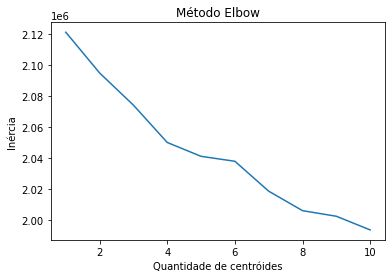 Método Elbow
1e6
2.12
2.10
2.08
2.06
2.04
2.02
2.00
Inércia
2 4 6 8 10
Quantidade de centróides